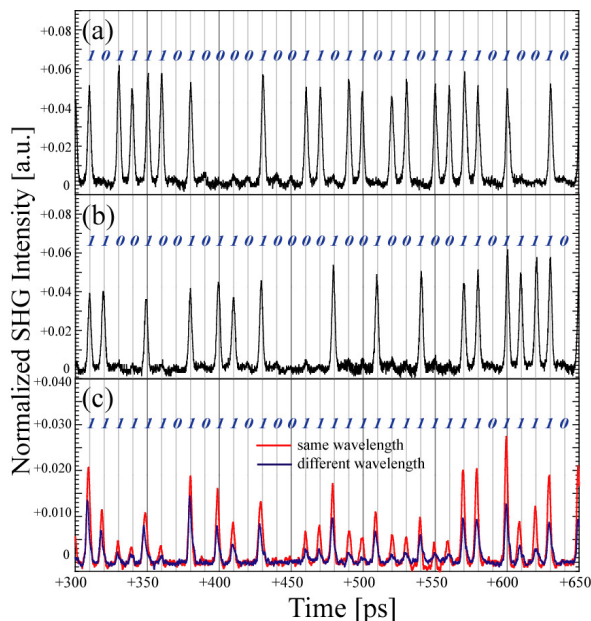 Normalized SHG Intensity [a.u.]
+0.08
(a)
1 0 1 1 1 1 0 1 0 0 0 0 1 0 0 1 1 0 1 1 0 1 1 0 1 1 1 1 0 1 0 0 1 0
+0.06
+0.04
+0.02
0
+0.08
(b)
1 1 0 0 1 0 0 1 0 1 1 0 1 0 0 0 0 1 0 0 1 0 0 1 0 0 1 1 0 1 1 1 1 0
+0.06
+0.04
+0.02
0
+0.040
(c)
1 1 1 1 1 1 0 1 0 1 1 0 1 0 0 1 1 1 1 1 1 1 1 1 1 1 1 1 0 1 1 1 1 0
+0.030
same wavelength
different wavelength
+0.020
+0.010
0
+300 +350 +400 +450 +500 +550 +600 +650
Time [ps]